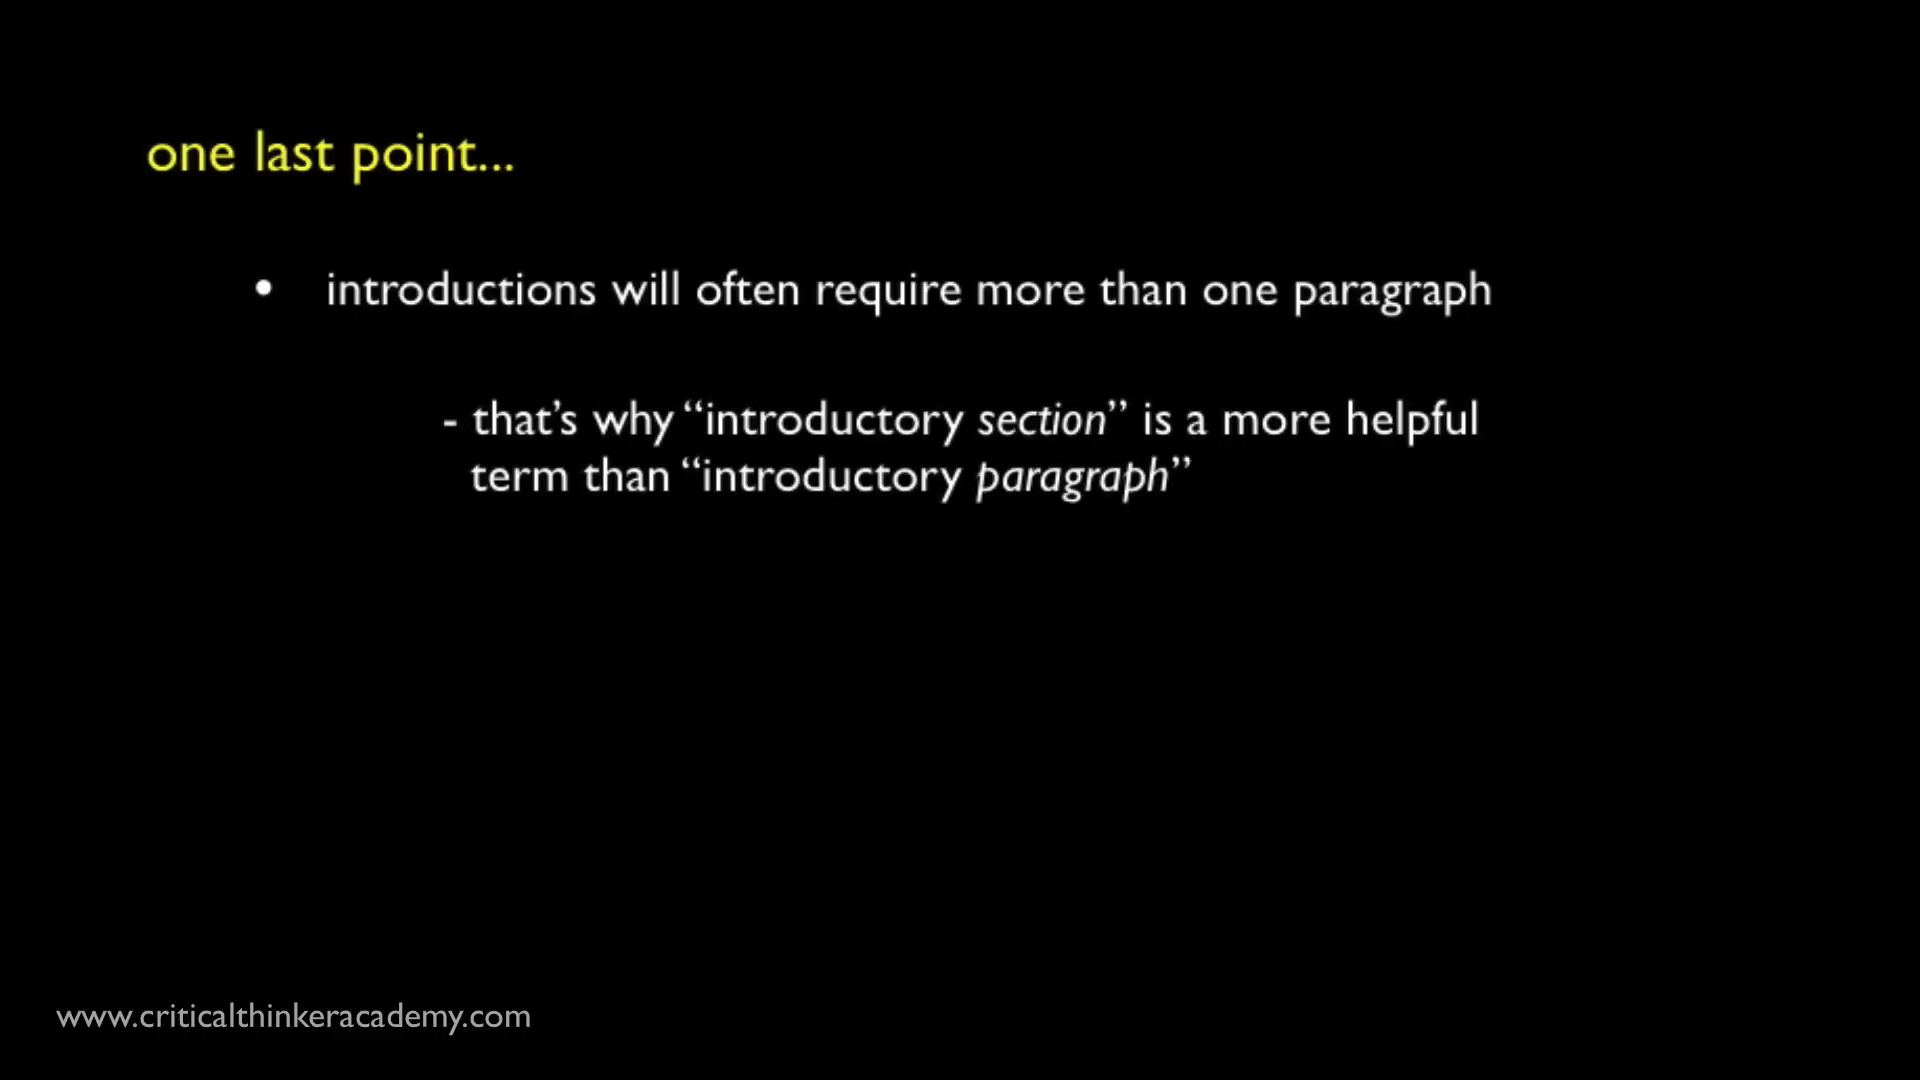 one last point...
• introductions will often require more than one paragraph
- that’s why “introductory section” is a more helpful
term than “introductory paragraph”
www.criticalthinkeracademy.com